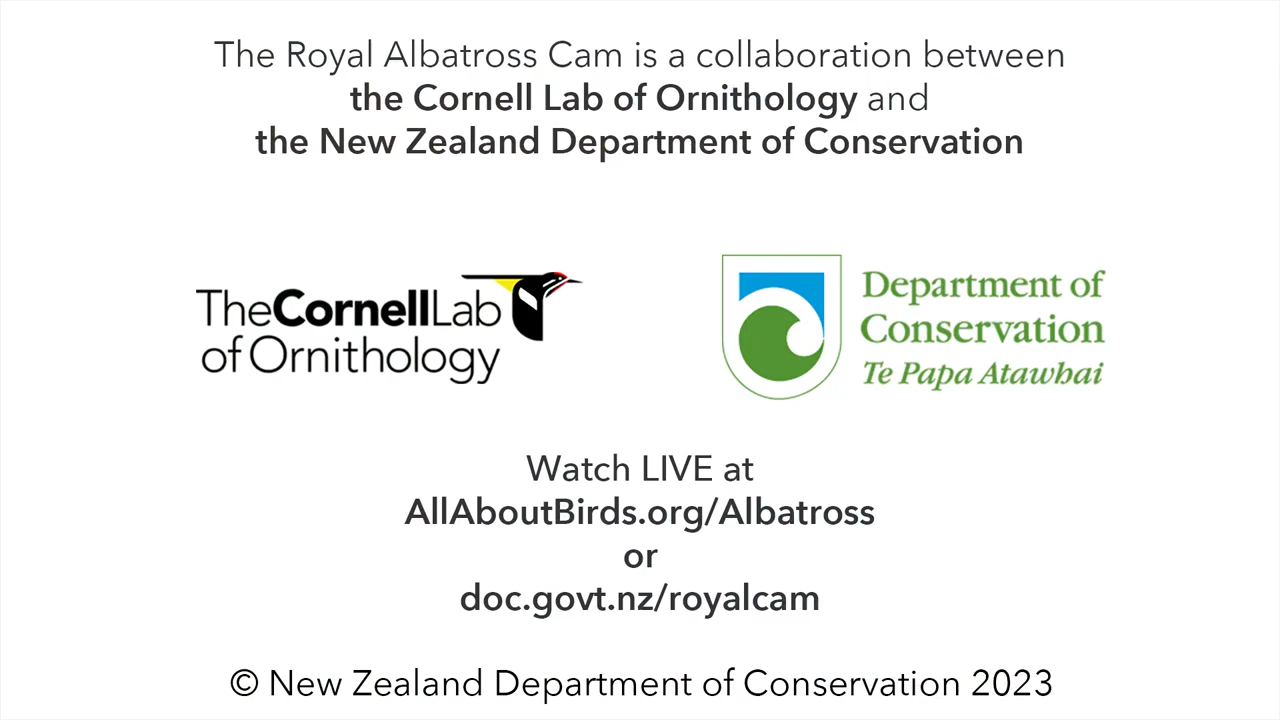 The Royal Albatross Cam is a collaboration between
the Cornell Lab of Ornithology and
the New Zealand Department of Conservation
TheCornellLab
of Ornithology
Department of
Conservation
Te Papa Atawhai
Watch LIVE at
AllAboutBirds.org/Albatross
or
doc.govt.nz/royalcam
© New Zealand Department of Conservation 2023